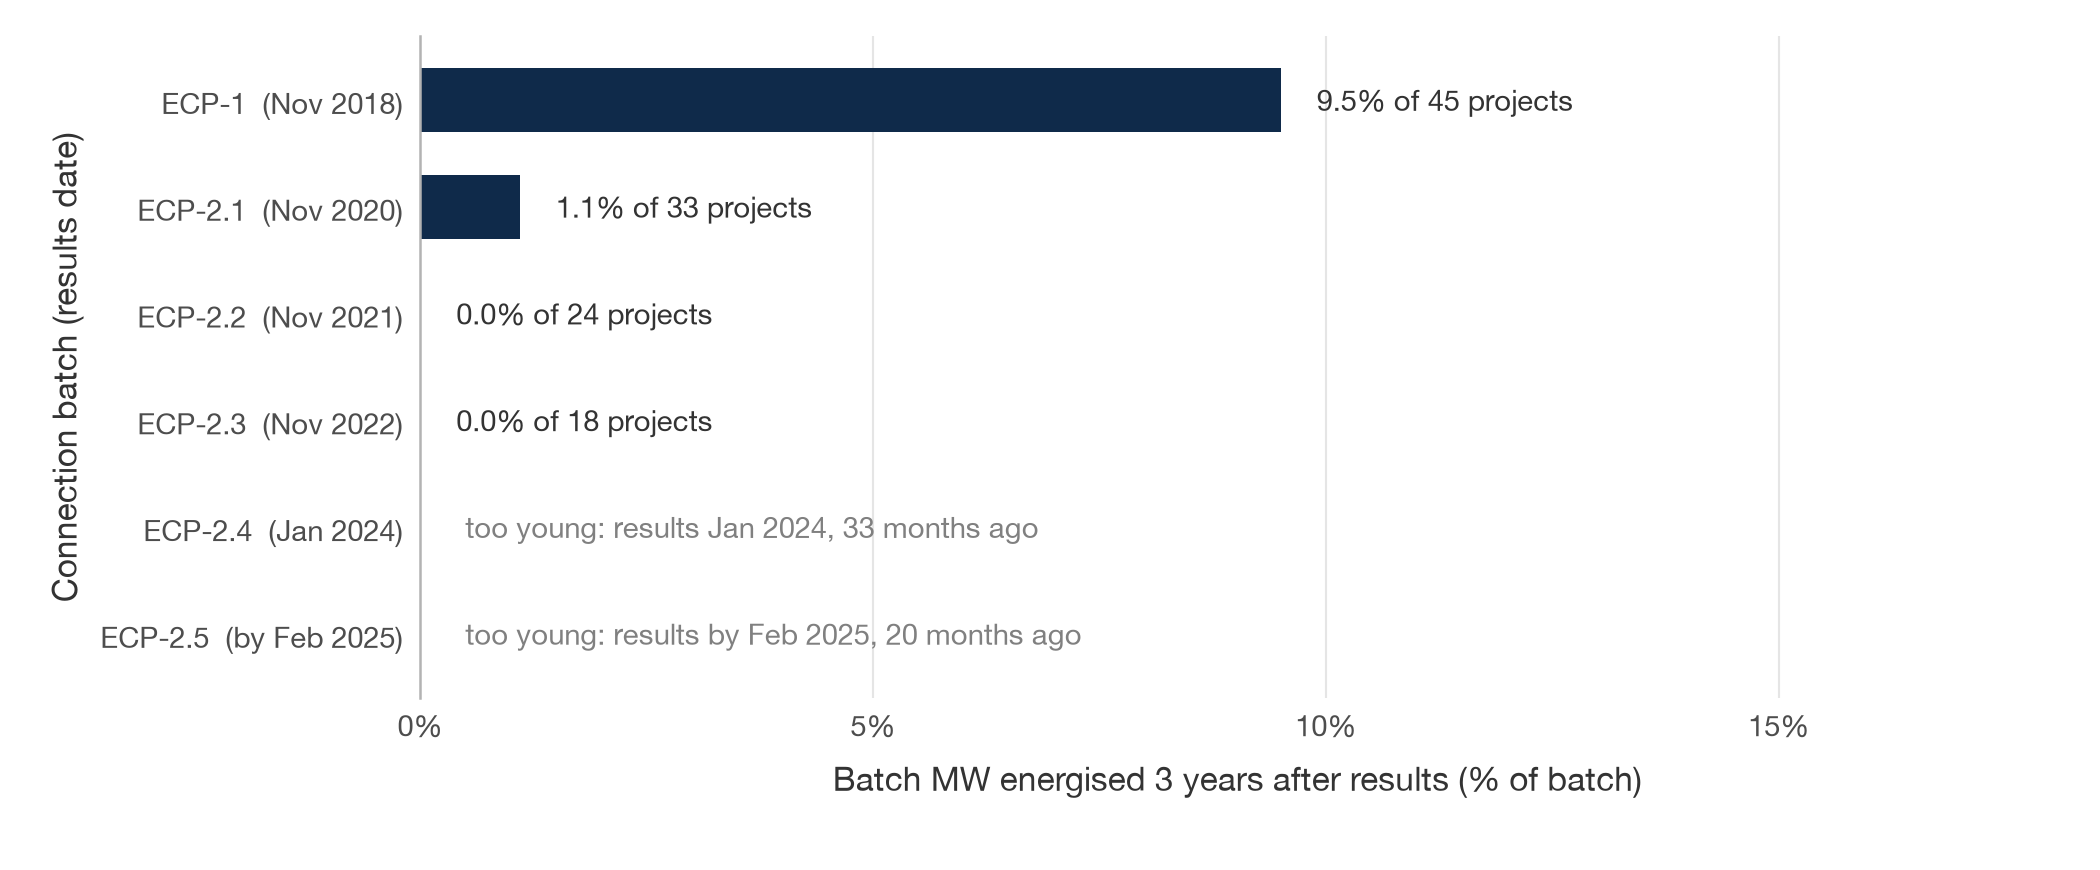 Connection batch (results date)
ECP-1 (Nov 2018)
9.5% of 45 projects
ECP-2.1 (Nov 2020)
1.1% of 33 projects
ECP-2.2 (Nov 2021)
0.0% of 24 projects
ECP-2.3 (Nov 2022)
0.0% of 18 projects
ECP-2.4 (Jan 2024)
too young: results Jan 2024, 33 months ago
ECP-2.5 (by Feb 2025)
too young: results by Feb 2025, 20 months ago
0%
5%
10%
15%
Batch MW energised 3 years after results (% of batch)